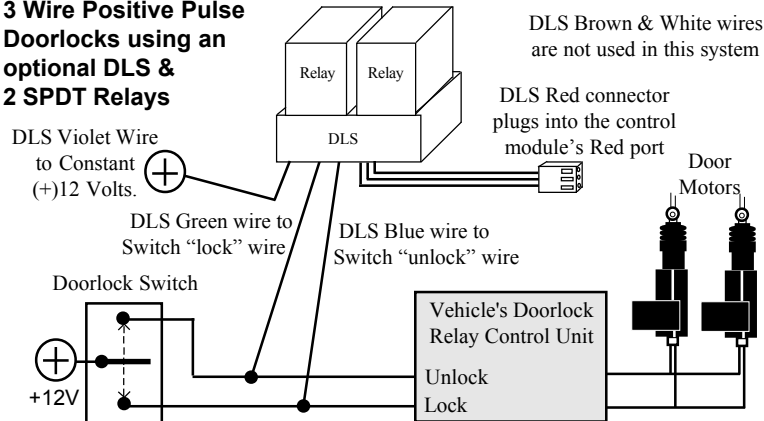 3 Wire Positive Pulse
Doorlocks using an
optional DLS &
2 SPDT Relays
Relay
Relay
DLS
DLS Brown & White wires
are not used in this system
DLS Red connector
plugs into the control
module's Red port
DLS Violet Wire
to Constant
(+)12 Volts.
Door
Motors
DLS Green wire to
Switch “lock” wire
DLS Blue wire to
Switch “unlock” wire
Doorlock Switch
+12V
Vehicle's Doorlock
Relay Control Unit
Unlock
Lock